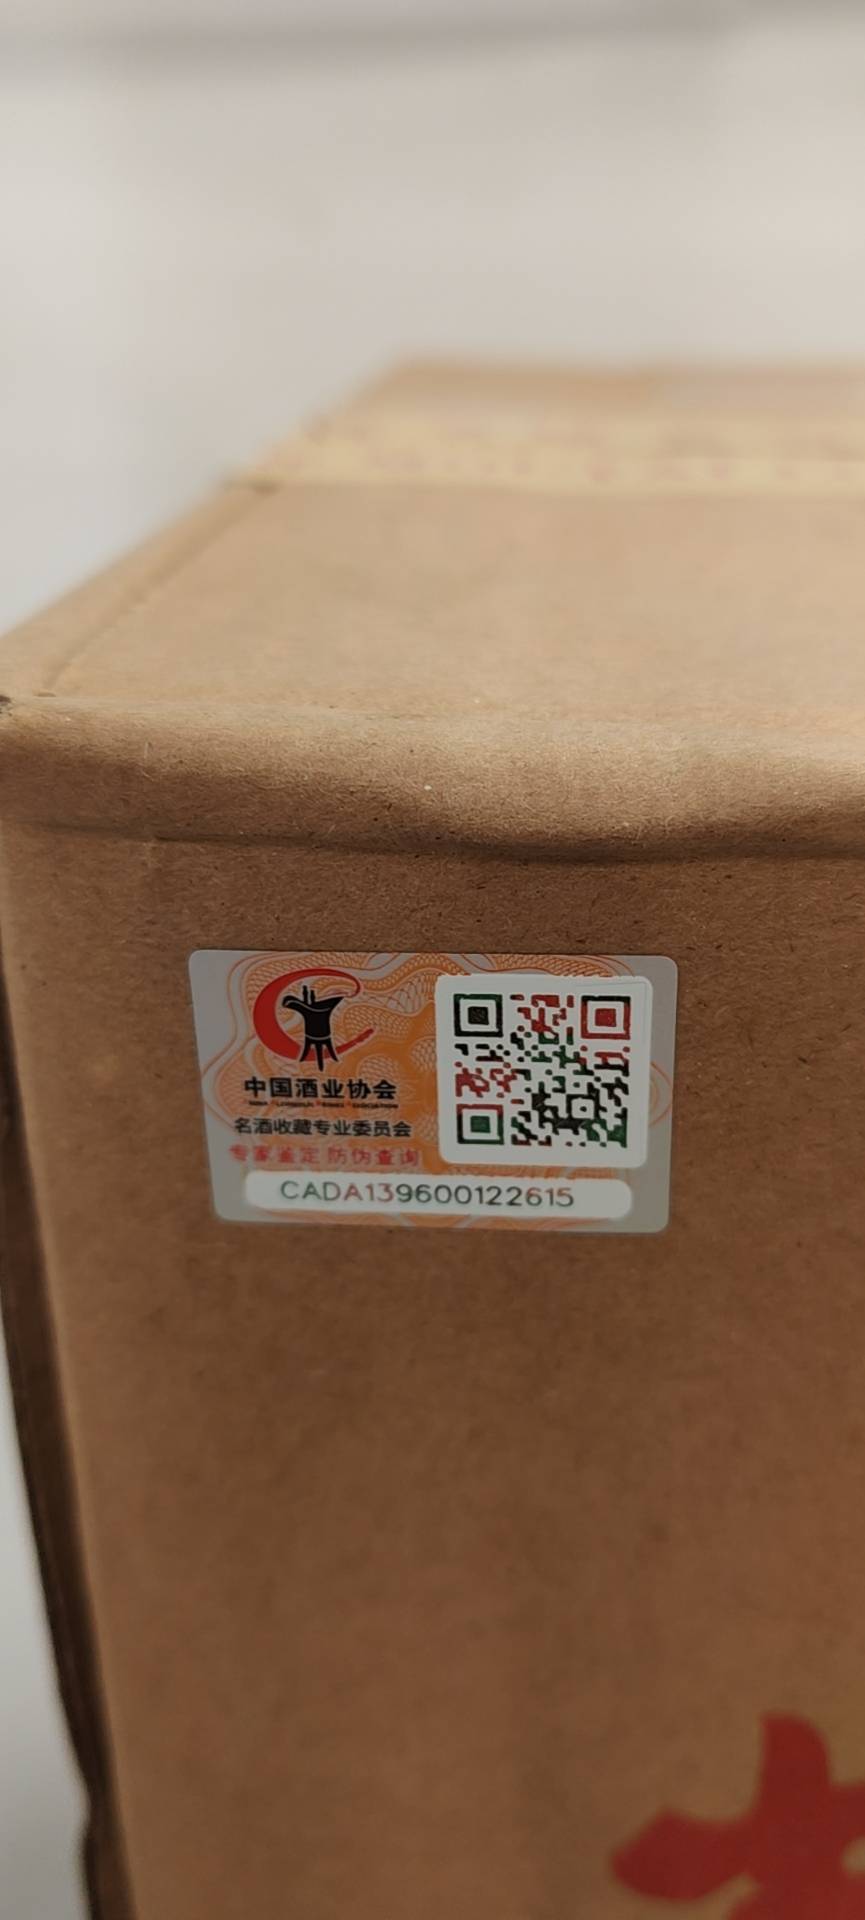 中国酒业协会
名酒收藏专业委员会
专家鉴定 防伪查询
CADA139600122615